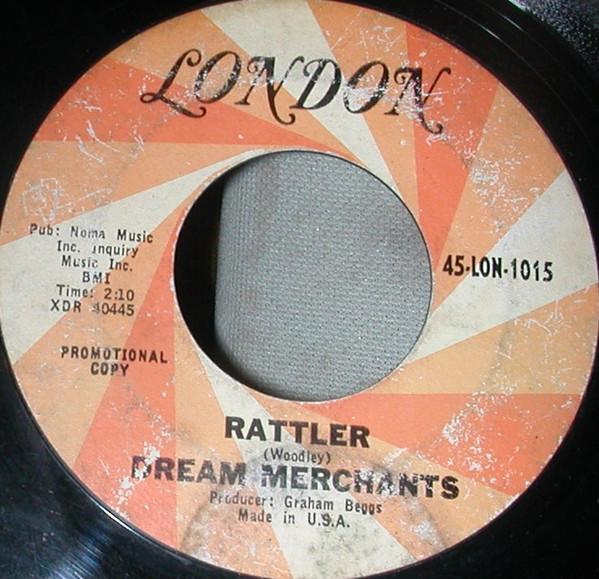 LONDON
Pub: Noma Music
Inc. Inquiry
Music Inc.
BMI
Time: 2:10
XDR 40445
45-LON-1015
PROMOTIONAL
COPY
RATTLER
(Woodley)
DREAM MERCHANTS
Producer: Graham Beggs
Made in U.S.A.